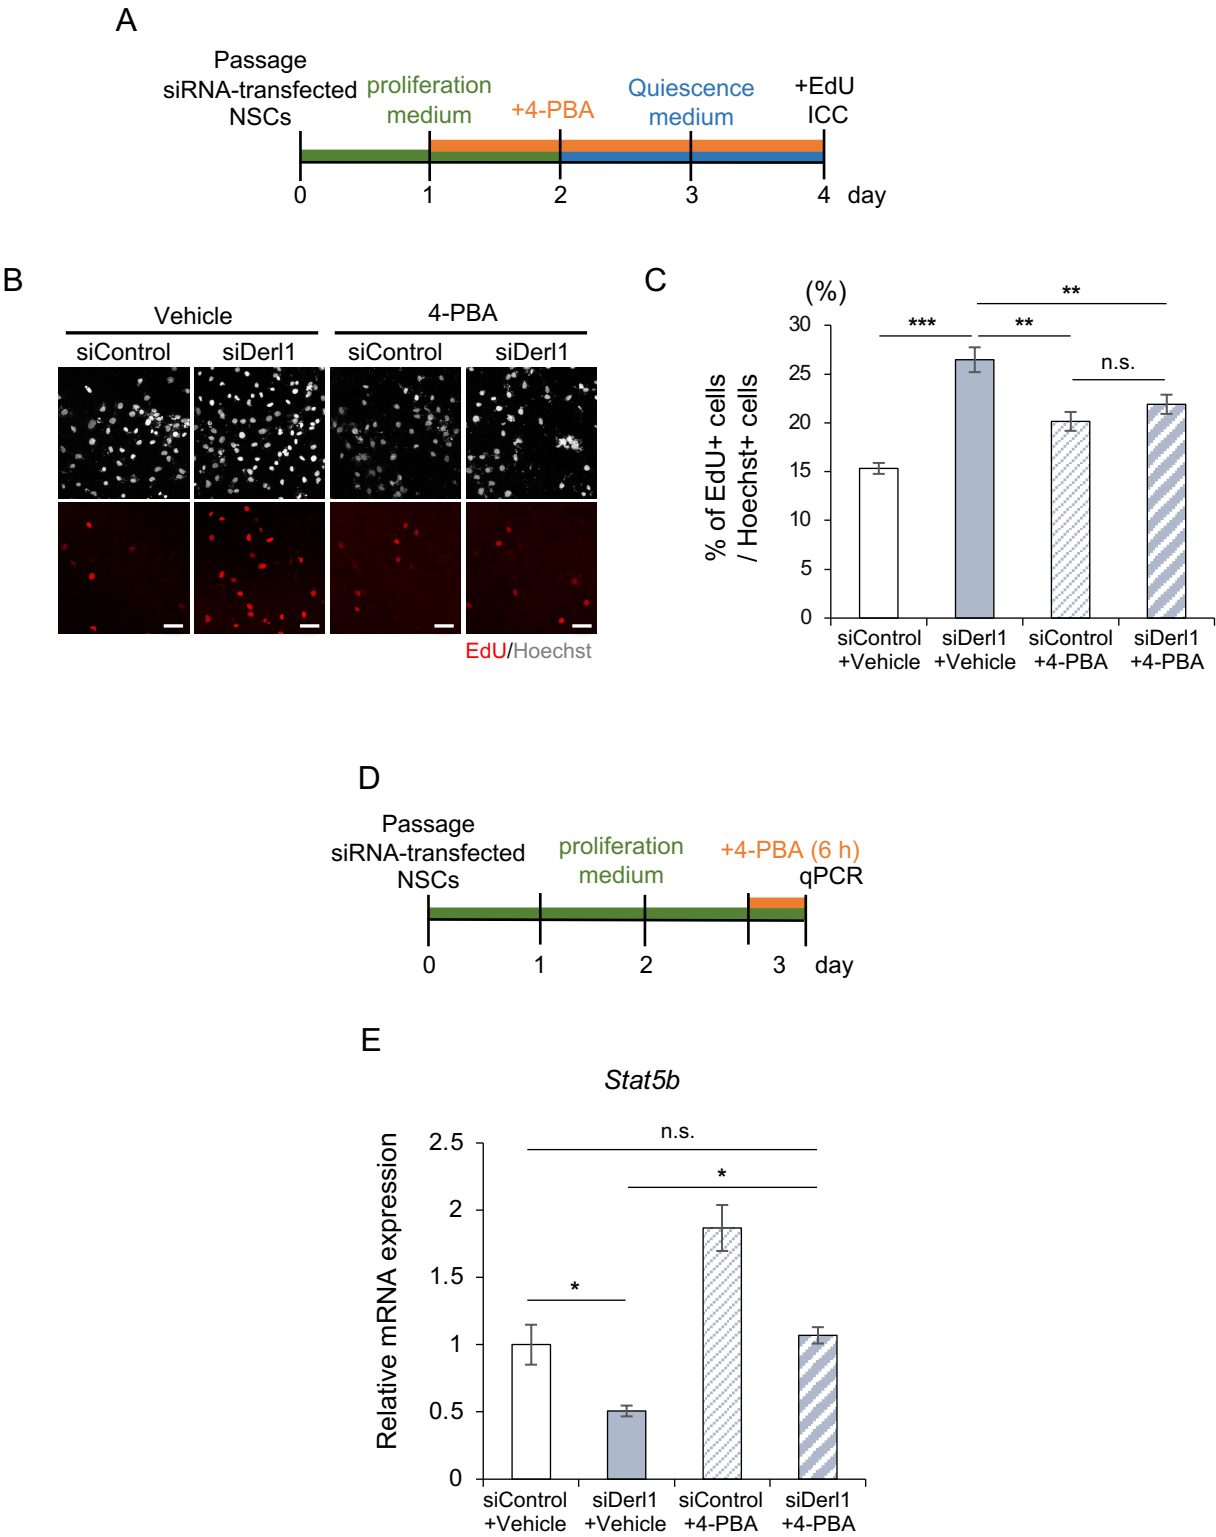 A
Passage
siRNA-transfected
NSCs
proliferation
medium
+4-PBA
Quiescence
medium
+EdU
ICC
0 1 2 3 4 day
B
Vehicle 4-PBA
siControl siDerl1 siControl siDerl1
EdU/Hoechst
C
(%)
% of EdU+ cells
/ Hoechst+ cells
30
25
20
15
10
5
0
*** ** **
n.s.
siControl
+Vehicle
siDerl1
+Vehicle
siControl
+4-PBA
siDerl1
+4-PBA
D
Passage
siRNA-transfected
NSCs
proliferation
medium
+4-PBA (6 h)
qPCR
0 1 2 3 day
E
Stat5b
Relative mRNA expression
2.5
2
1.5
1
0.5
0
n.s.
*
*
siControl
+Vehicle
siDerl1
+Vehicle
siControl
+4-PBA
siDerl1
+4-PBA